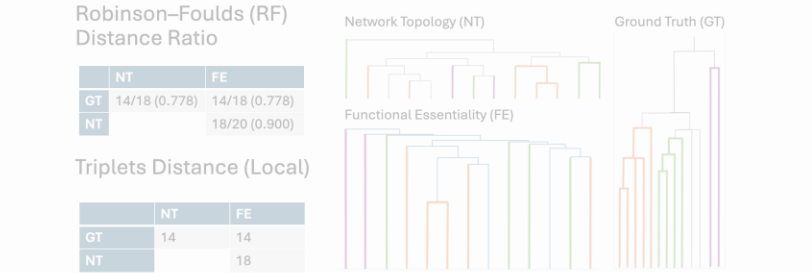 Robinson–Foulds (RF)
Distance Ratio
NT FE
GT 14/18 (0.778) 14/18 (0.778)
NT 18/20 (0.900)
Triplets Distance (Local)
NT FE
GT 14 14
NT 18
Network Topology (NT)
Functional Essentiality (FE)
Ground Truth (GT)